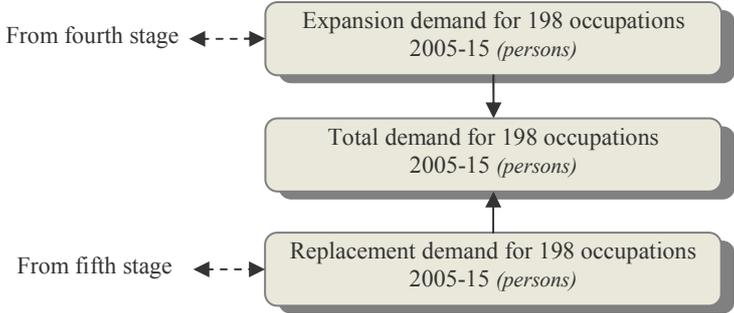 Expansion demand for 198 occupations
From fourth stage
2005-15 (persons)
Total demand for 198 occupations
2005-15 (persons)
Replacement demand for 198 occupations
From fifth stage
2005-15 (persons)